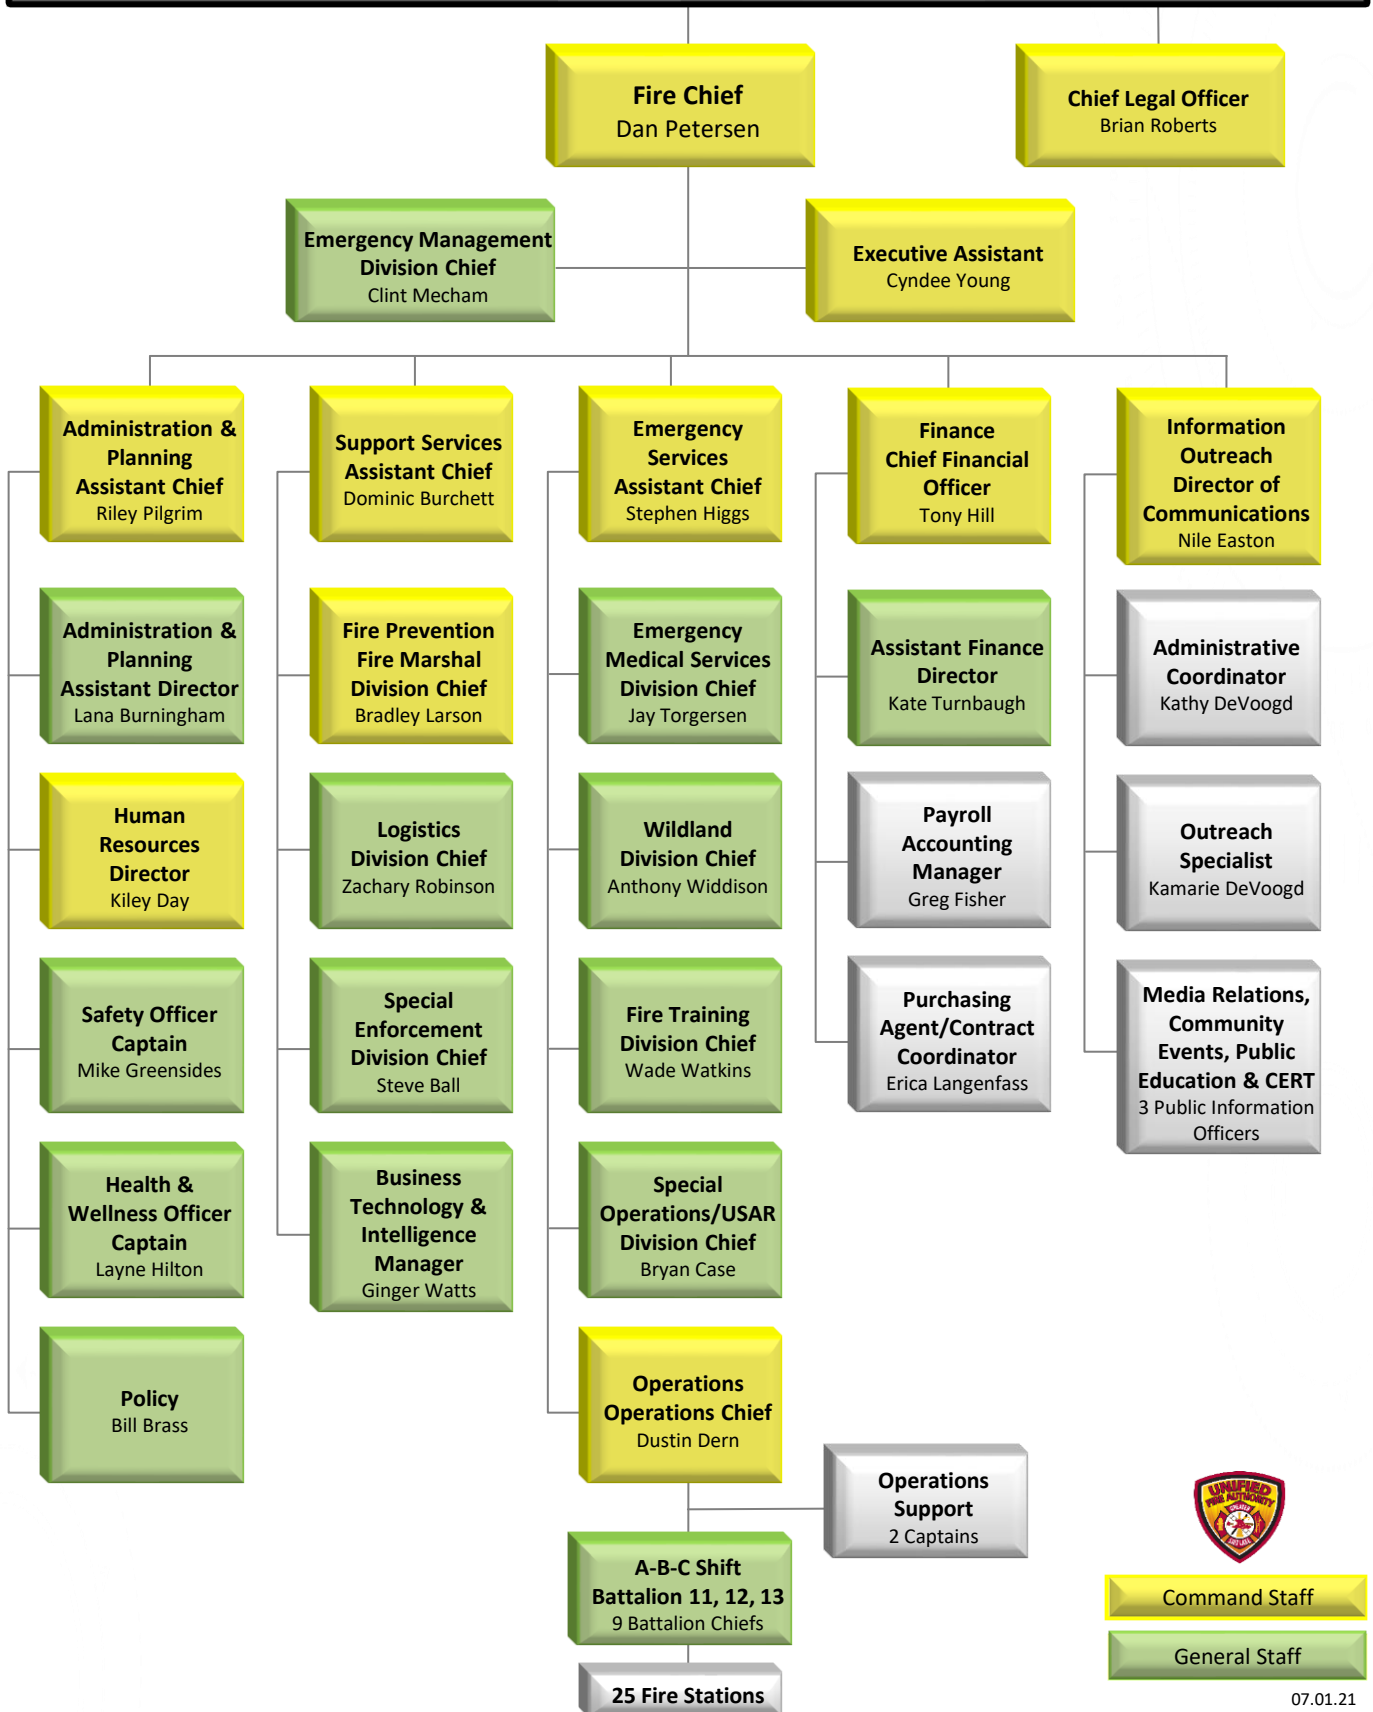 Fire Chief
Dan Petersen
Chief Legal Officer
Brian Roberts
Emergency Management
Division Chief
Clint Mecham
Executive Assistant
Cyndee Young
Administration &
Planning
Assistant Chief
Riley Pilgrim
Support Services
Assistant Chief
Dominic Burchett
Emergency
Services
Assistant Chief
Stephen Higgs
Finance
Chief Financial
Officer
Tony Hill
Information
Outreach
Director of
Communications
Nile Easton
Administration &
Planning
Assistant Director
Lana Burningham
Fire Prevention
Fire Marshal
Division Chief
Bradley Larson
Emergency
Medical Services
Division Chief
Jay Torgersen
Assistant Finance
Director
Kate Turnbaugh
Administrative
Coordinator
Kathy DeVoogd
Human
Resources
Director
Kiley Day
Logistics
Division Chief
Zachary Robinson
Wildland
Division Chief
Anthony Widdison
Payroll
Accounting
Manager
Greg Fisher
Outreach
Specialist
Kamarie DeVoogd
Safety Officer
Captain
Mike Greensides
Special
Enforcement
Division Chief
Steve Ball
Fire Training
Division Chief
Wade Watkins
Purchasing
Agent/Contract
Coordinator
Erica Langenfass
Media Relations,
Community
Events, Public
Education & CERT
3 Public Information
Officers
Health &
Wellness Officer
Captain
Layne Hilton
Business
Technology &
Intelligence
Manager
Ginger Watts
Special
Operations/USAR
Division Chief
Bryan Case
Policy
Bill Brass
Operations
Operations Chief
Dustin Dern
Operations
Support
2 Captains
A-B-C Shift
Battalion 11, 12, 13
9 Battalion Chiefs
25 Fire Stations
UNIFIED
FIRE AUTHORITY
GREATER
SALT LAKE
Command Staff
General Staff
07.01.21